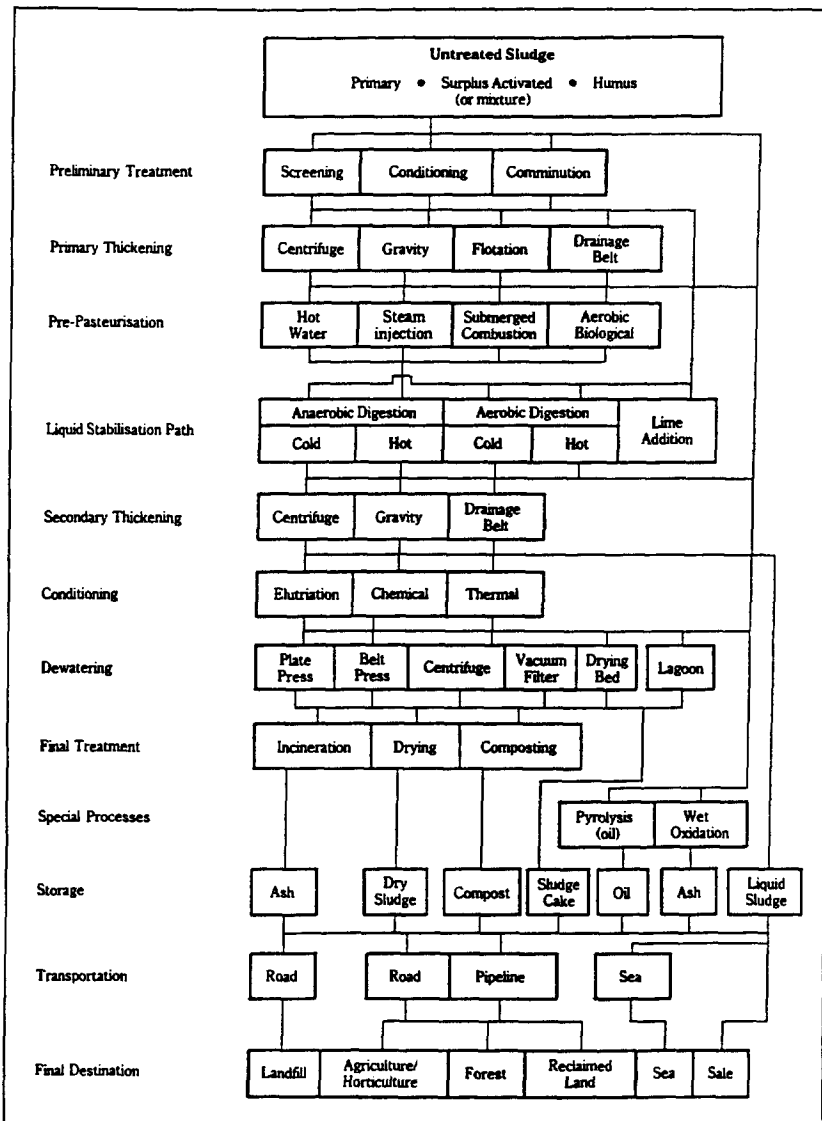 Untreated Sludge
Primary • Surplus Activated • Humus
(or mixture)
Preliminary Treatment
Screening
Conditioning
Comminution
Primary Thickening
Centrifuge
Gravity
Flotation
Drainage
Belt
Pre-Pasteurisation
Hot
Water
Steam
injection
Submerged
Combustion
Aerobic
Biological
Liquid Stabilisation Path
Anaerobic Digestion
Aerobic Digestion
Lime
Addition
Cold
Hot
Cold
Hot
Secondary Thickening
Centrifuge
Gravity
Drainage
Belt
Conditioning
Elutriation
Chemical
Thermal
Dewatering
Plate
Press
Belt
Press
Centrifuge
Vacuum
Filter
Drying
Bed
Lagoon
Final Treatment
Incineration
Drying
Composting
Special Processes
Pyrolysis
(oil)
Wet
Oxidation
Storage
Ash
Dry
Sludge
Compost
Sludge
Cake
Oil
Ash
Liquid
Sludge
Transportation
Road
Road
Pipeline
Sea
Final Destination
Landfill
Agriculture/
Horticulture
Forest
Reclaimed
Land
Sea
Sale